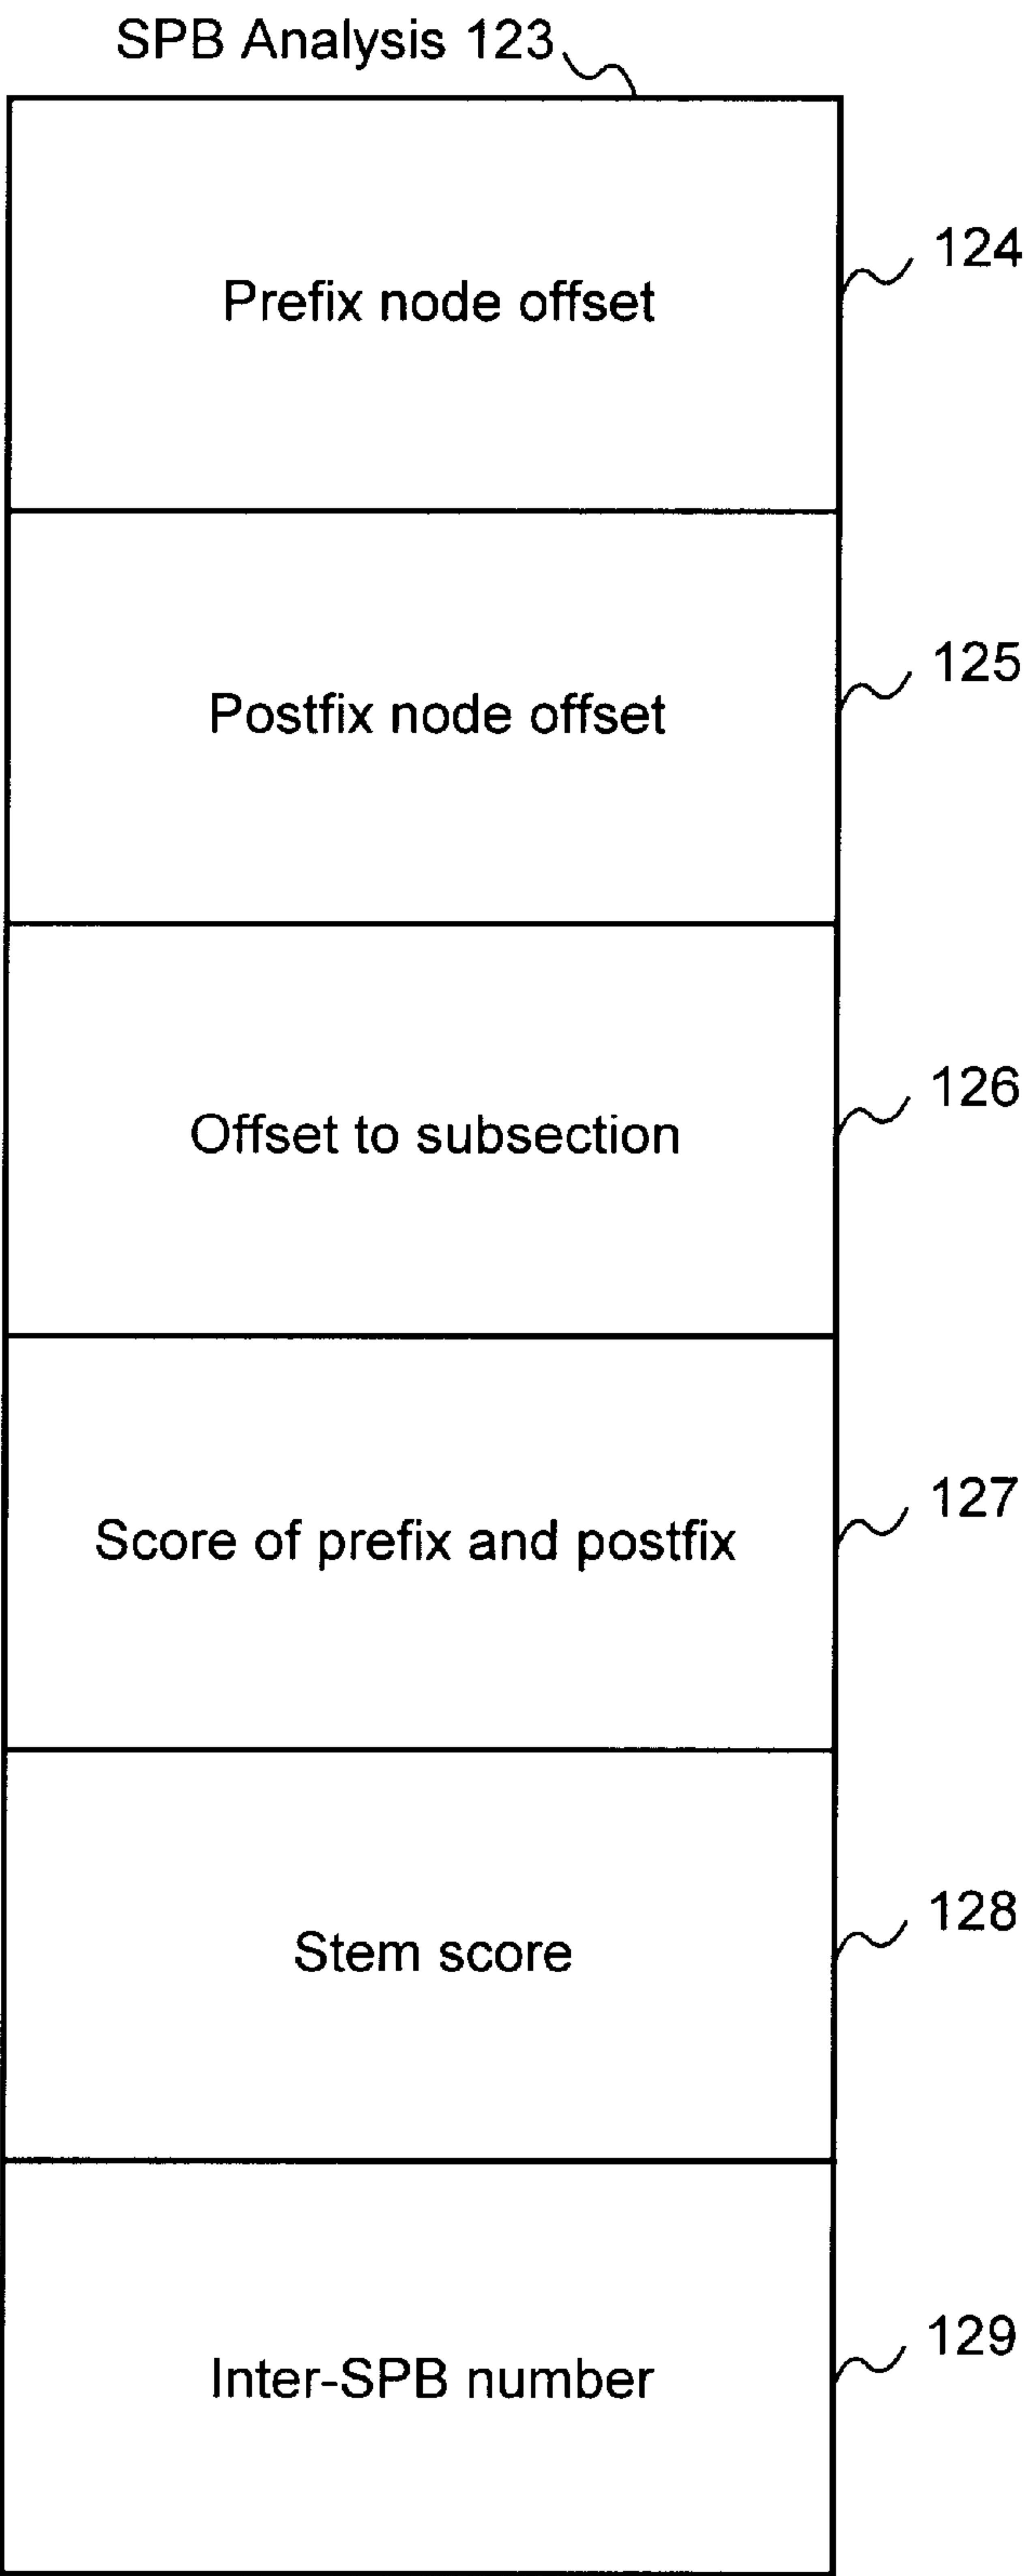 SPB Analysis 123
124
Prefix node offset
125
Postfix node offset
126
Offset to subsection
127
Score of prefix and postfix
128
Stem score
129
Inter-SPB number